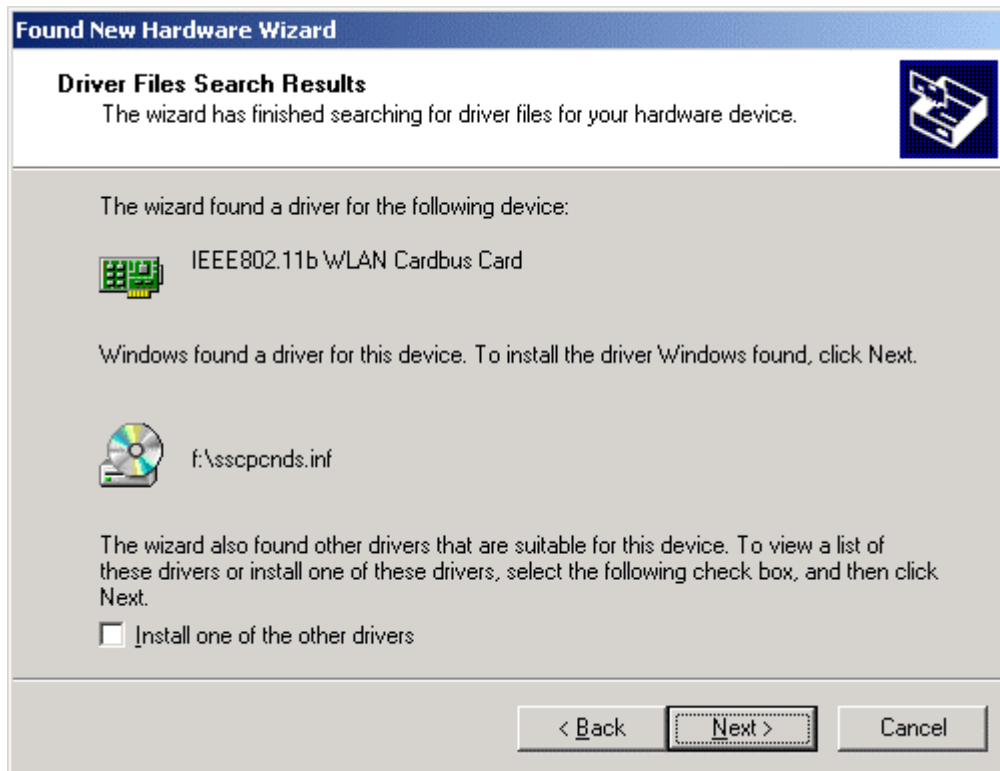 Found New Hardware Wizard
Driver Files Search Results
The wizard has finished searching for driver files for your hardware device.
The wizard found a driver for the following device:
IEEE802.11b WLAN Cardbus Card
Windows found a driver for this device. To install the driver Windows found, click Next.
f:\sscpcnds.inf
The wizard also found other drivers that are suitable for this device. To view a list of
these drivers or install one of these drivers, select the following check box, and then click
Next.
Install one of the other drivers
< Back Next > Cancel